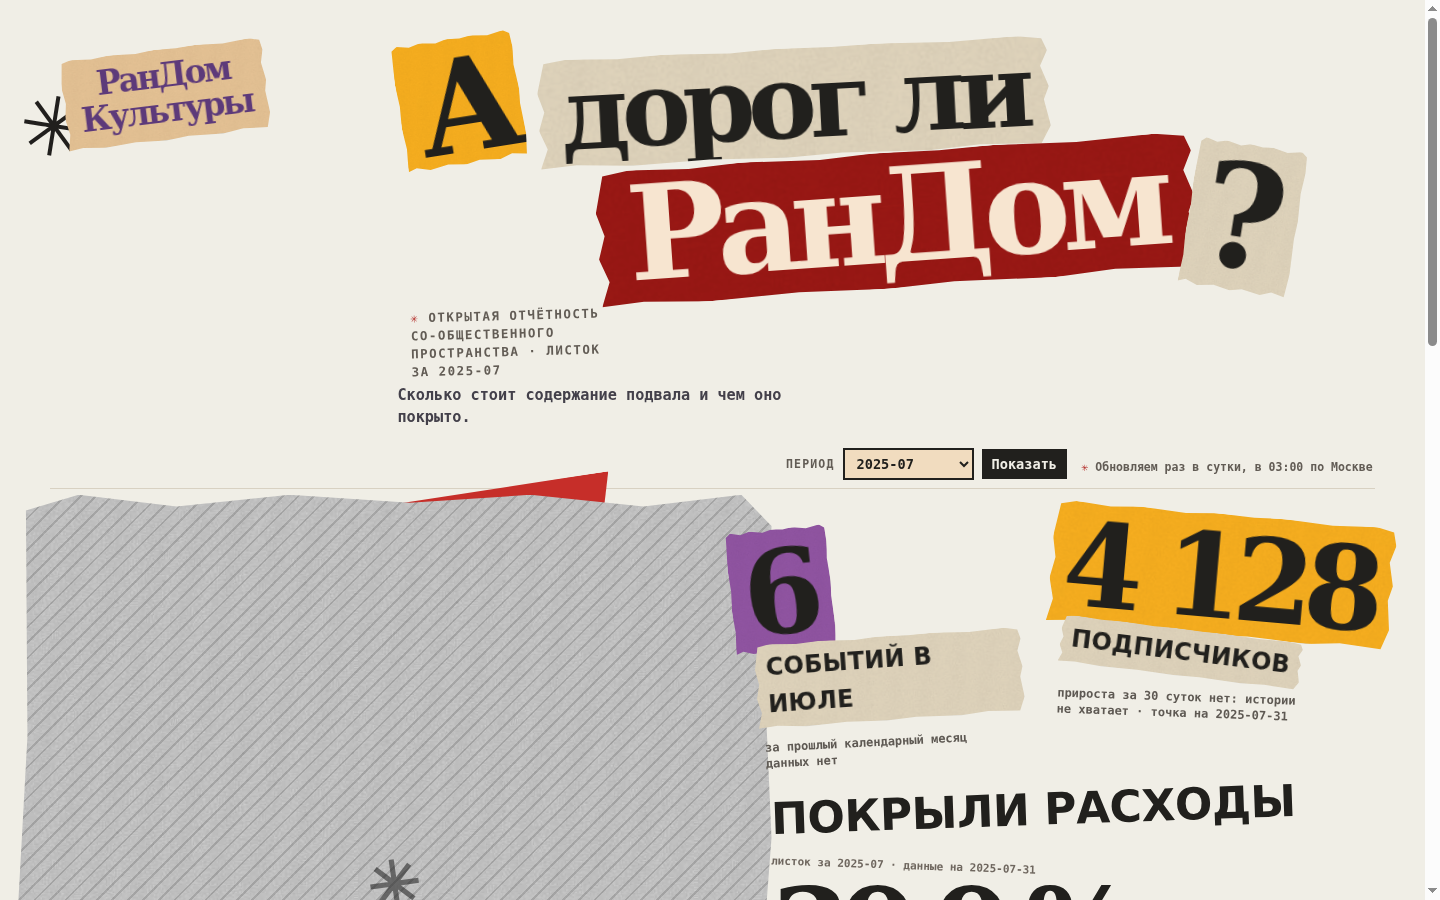 РанДом
Культуры
А дорог ли
РанДом?
✳ ОТКРЫТАЯ ОТЧЁТНОСТЬ
СО-ОБЩЕСТВЕННОГО
ПРОСТРАНСТВА · ЛИСТОК
ЗА 2025-07
Сколько стоит содержание подвала и чем оно
покрыто.
ПЕРИОД 2025-07 Показать ✳ Обновляем раз в сутки, в 03:00 по Москве
6
СОБЫТИЙ В
ИЮЛЕ
за прошлый календарный месяц
данных нет
4 128
ПОДПИСЧИКОВ
прироста за 30 суток нет: истории
не хватает · точка на 2025-07-31
ПОКРЫЛИ РАСХОДЫ
листок за 2025-07 · данные на 2025-07-31